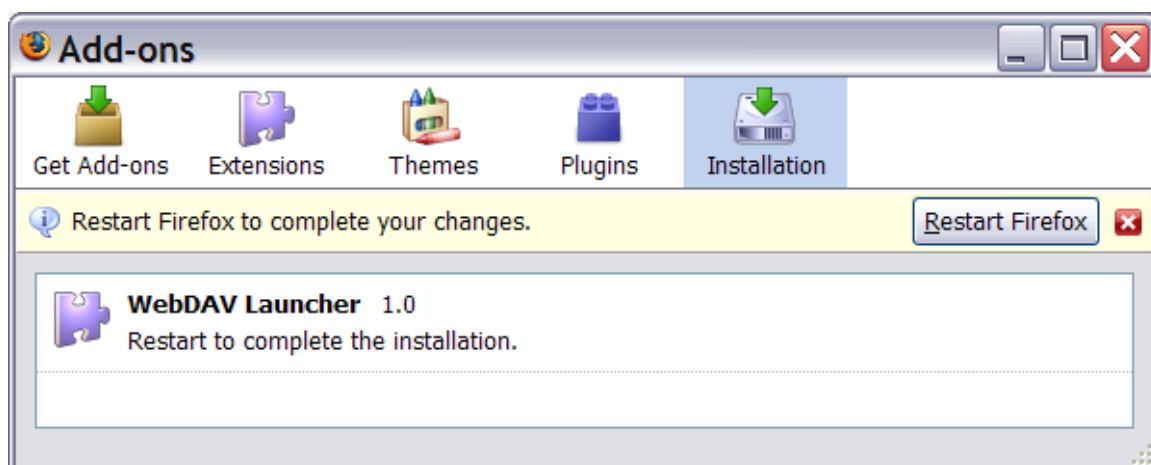 Add-ons
Get Add-ons Extensions Themes Plugins Installation
Restart Firefox to complete your changes. Restart Firefox
WebDAV Launcher 1.0
Restart to complete the installation.